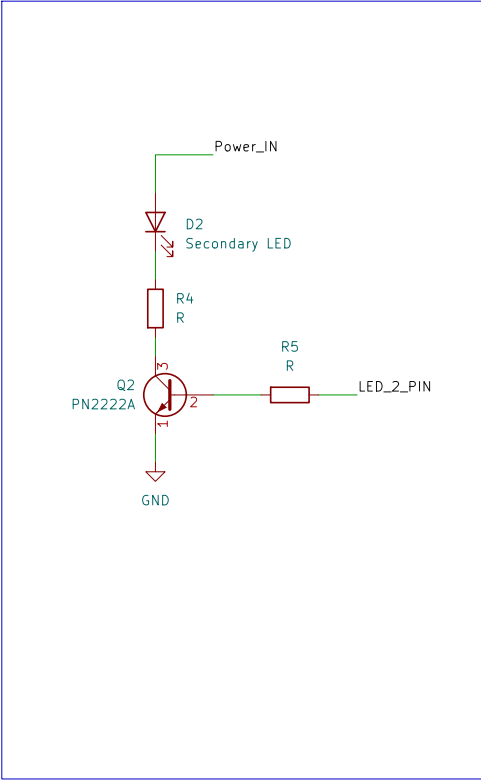 Power_IN
D2
Secondary LED
R4
R
R5
R
3
Q2
PN2222A
2
LED_2_PIN
1
GND